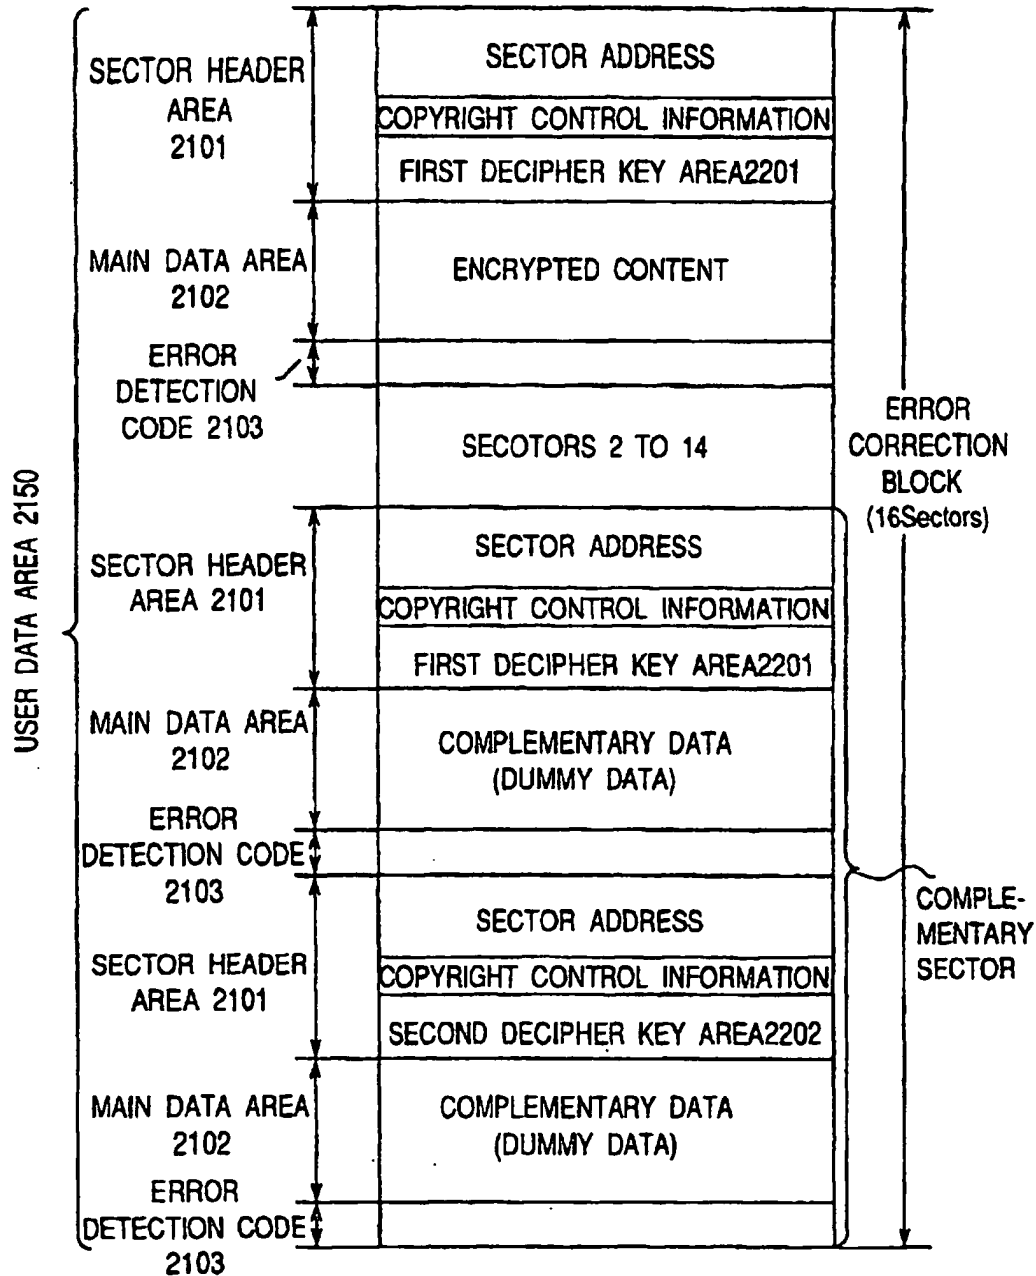 USER DATA AREA 2150
SECTOR HEADER
AREA
2101
SECTOR ADDRESS
COPYRIGHT CONTROL INFORMATION
FIRST DECIPHER KEY AREA2201
MAIN DATA AREA
2102
ENCRYPTED CONTENT
ERROR
DETECTION
CODE 2103
SECOTORS 2 TO 14
ERROR
CORRECTION
BLOCK
(16Sectors)
SECTOR HEADER
AREA 2101
SECTOR ADDRESS
COPYRIGHT CONTROL INFORMATION
FIRST DECIPHER KEY AREA2201
MAIN DATA AREA
2102
COMPLEMENTARY DATA
(DUMMY DATA)
ERROR
DETECTION CODE
2103
COMPLE-
MENTARY
SECTOR
SECTOR HEADER
AREA 2101
SECTOR ADDRESS
COPYRIGHT CONTROL INFORMATION
SECOND DECIPHER KEY AREA2202
MAIN DATA AREA
2102
COMPLEMENTARY DATA
(DUMMY DATA)
ERROR
DETECTION CODE
2103